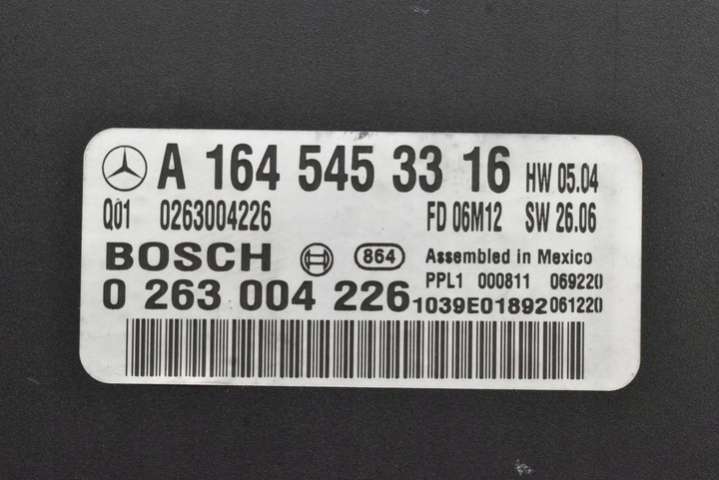 A 164 545 33 16 HW 05.04
Q01 0263004226 FD 06M12 SW 26.06
BOSCH 864 Assembled in Mexico
PPL1 000811 069220
0 263 004 226 1039E01892 061220